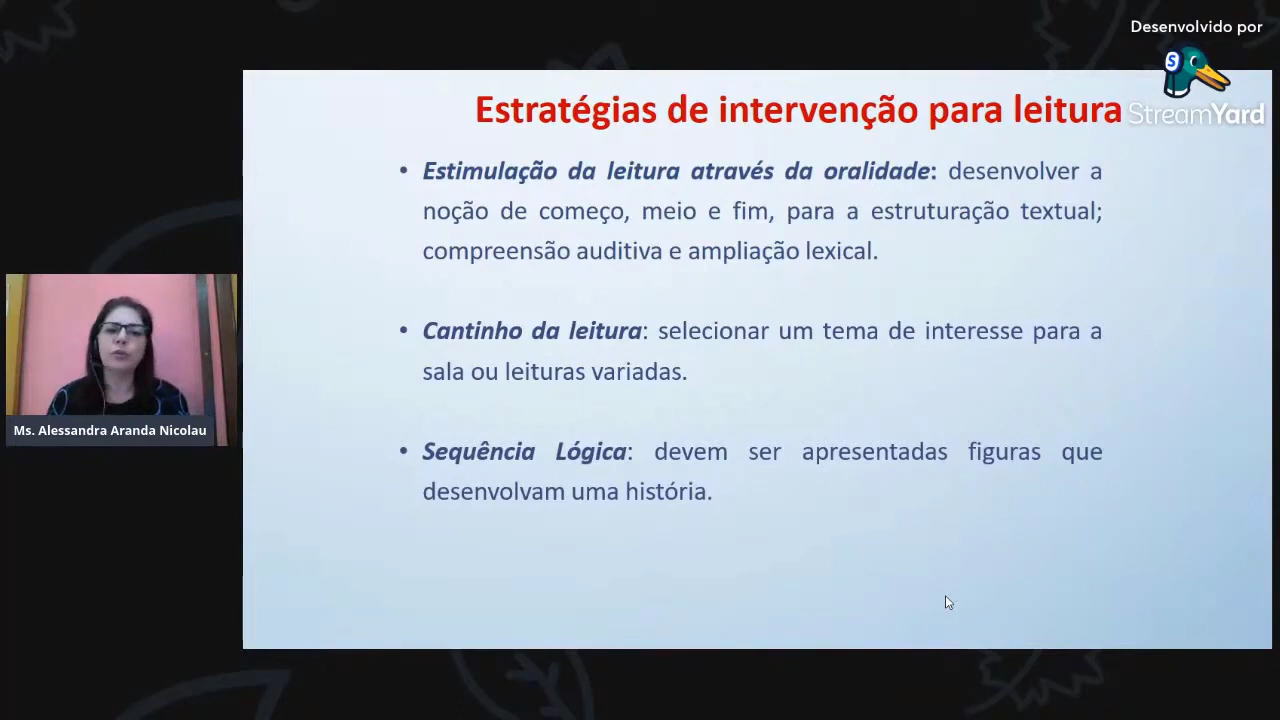 Desenvolvido por
StreamYard
Estratégias de intervenção para leitura
• Estimulação da leitura através da oralidade: desenvolver a
noção de começo, meio e fim, para a estruturação textual;
compreensão auditiva e ampliação lexical.
• Cantinho da leitura: selecionar um tema de interesse para a
sala ou leituras variadas.
• Sequência Lógica: devem ser apresentadas figuras que
desenvolvam uma história.
Ms. Alessandra Aranda Nicolau